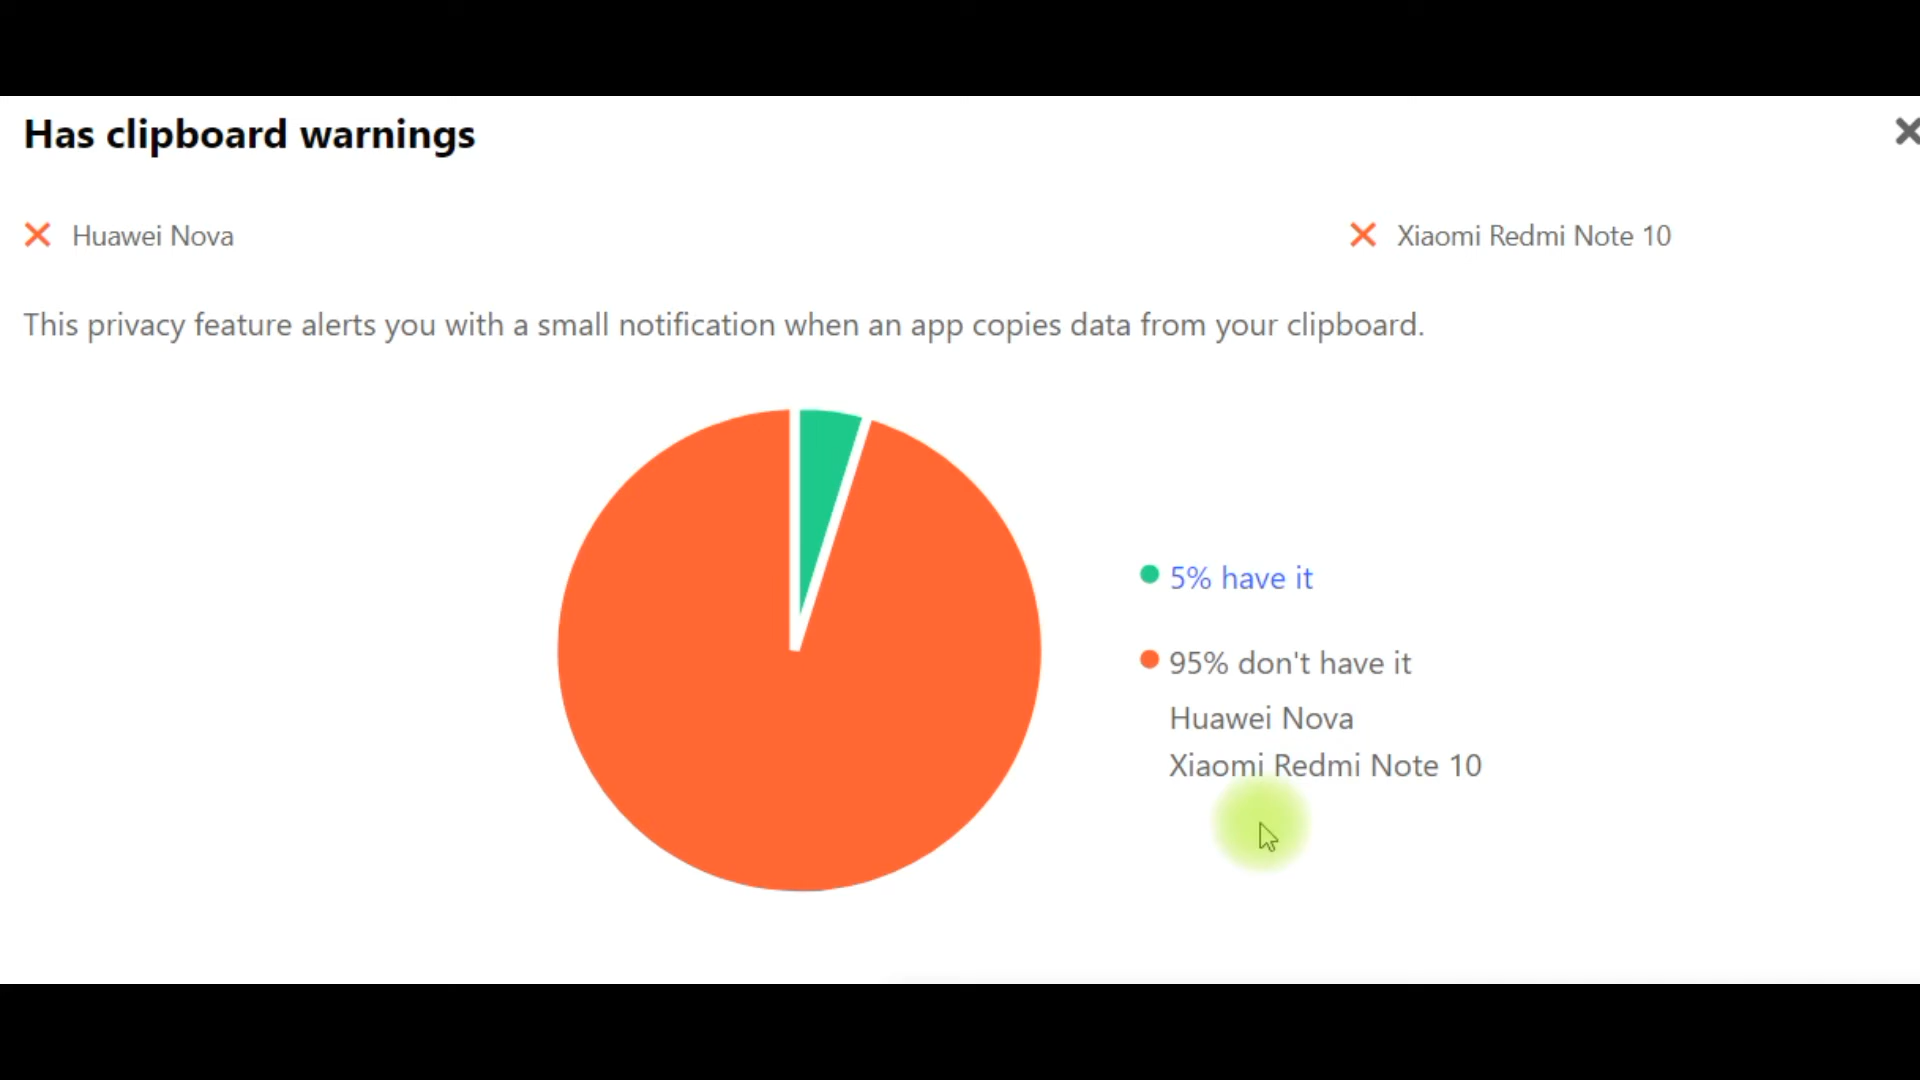 Has clipboard warnings
Huawei Nova
Xiaomi Redmi Note 10
This privacy feature alerts you with a small notification when an app copies data from your clipboard.
5% have it
95% don't have it
Huawei Nova
Xiaomi Redmi Note 10